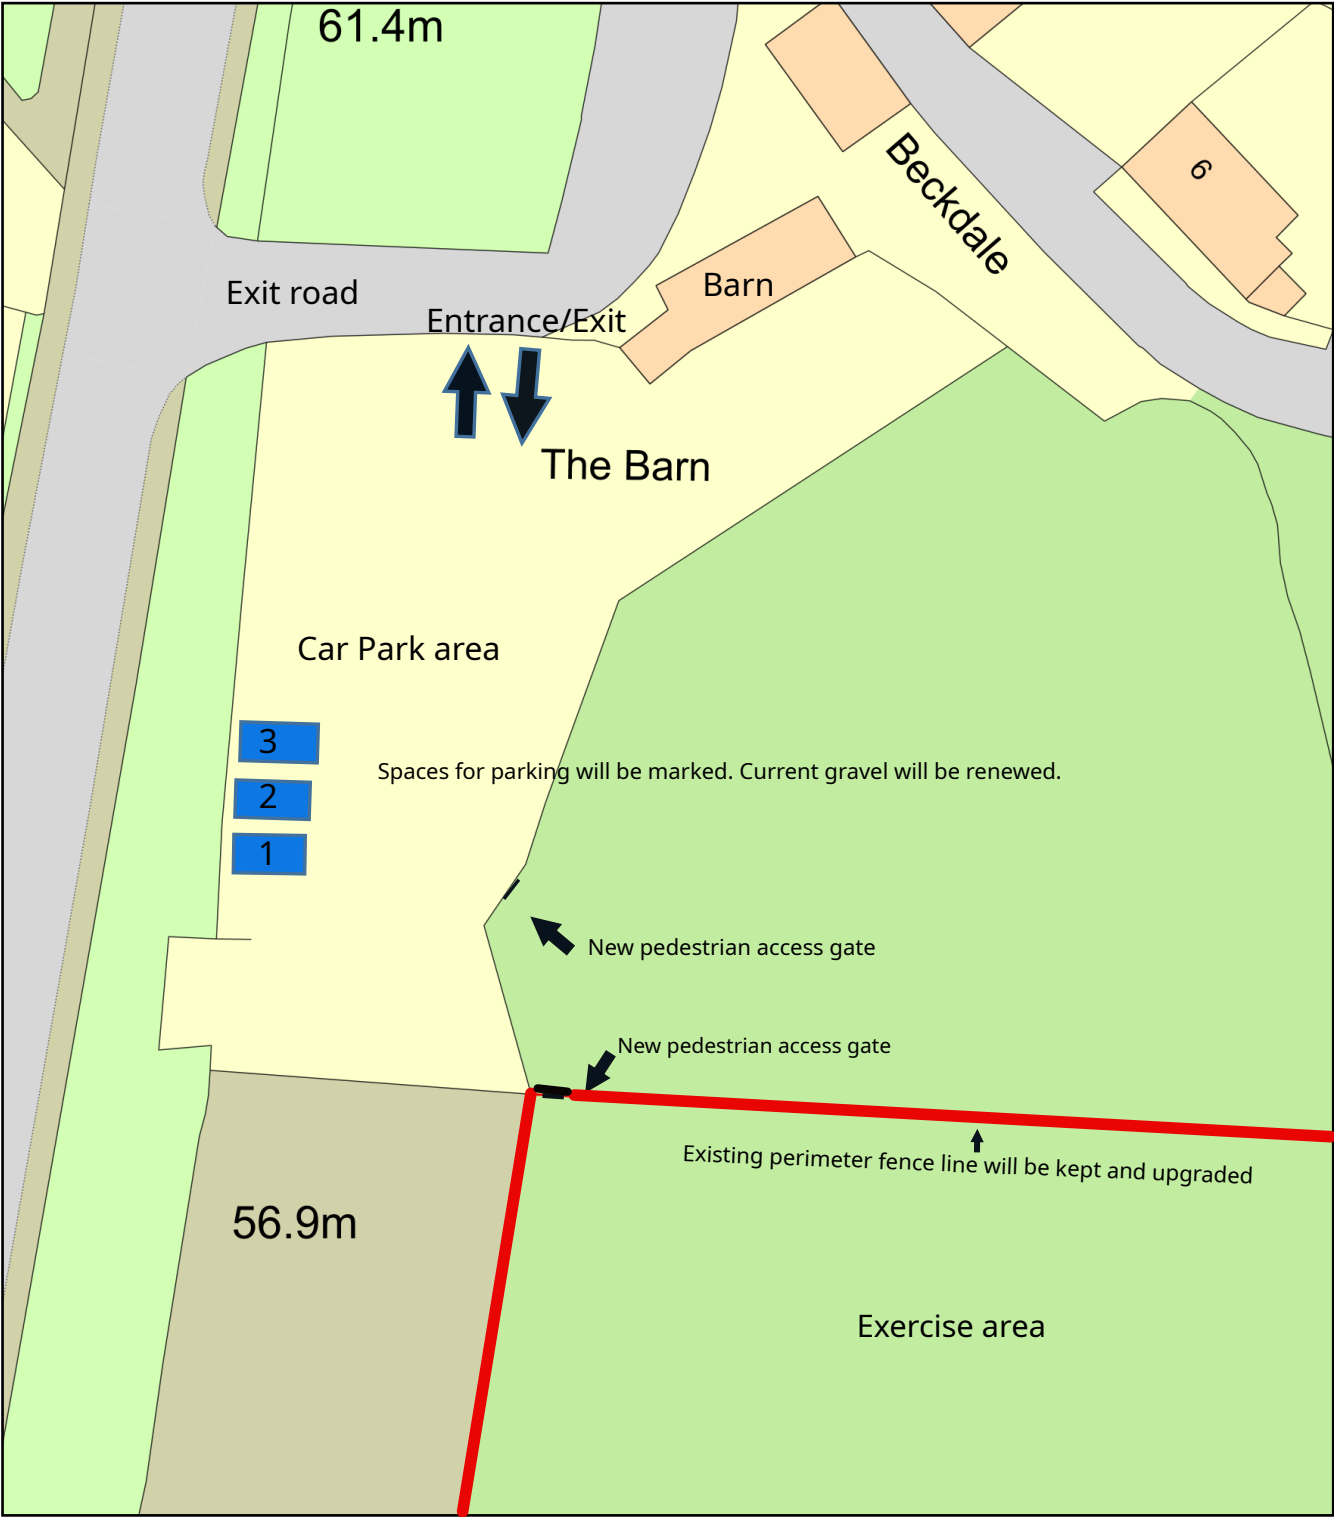 61.4m
Beckdale
6
Exit road
Barn
Entrance/Exit
The Barn
Car Park area
3
Spaces for parking will be marked. Current gravel will be renewed.
2
1
New pedestrian access gate
New pedestrian access gate
Existing perimeter fence line will be kept and upgraded
56.9m
Exercise area